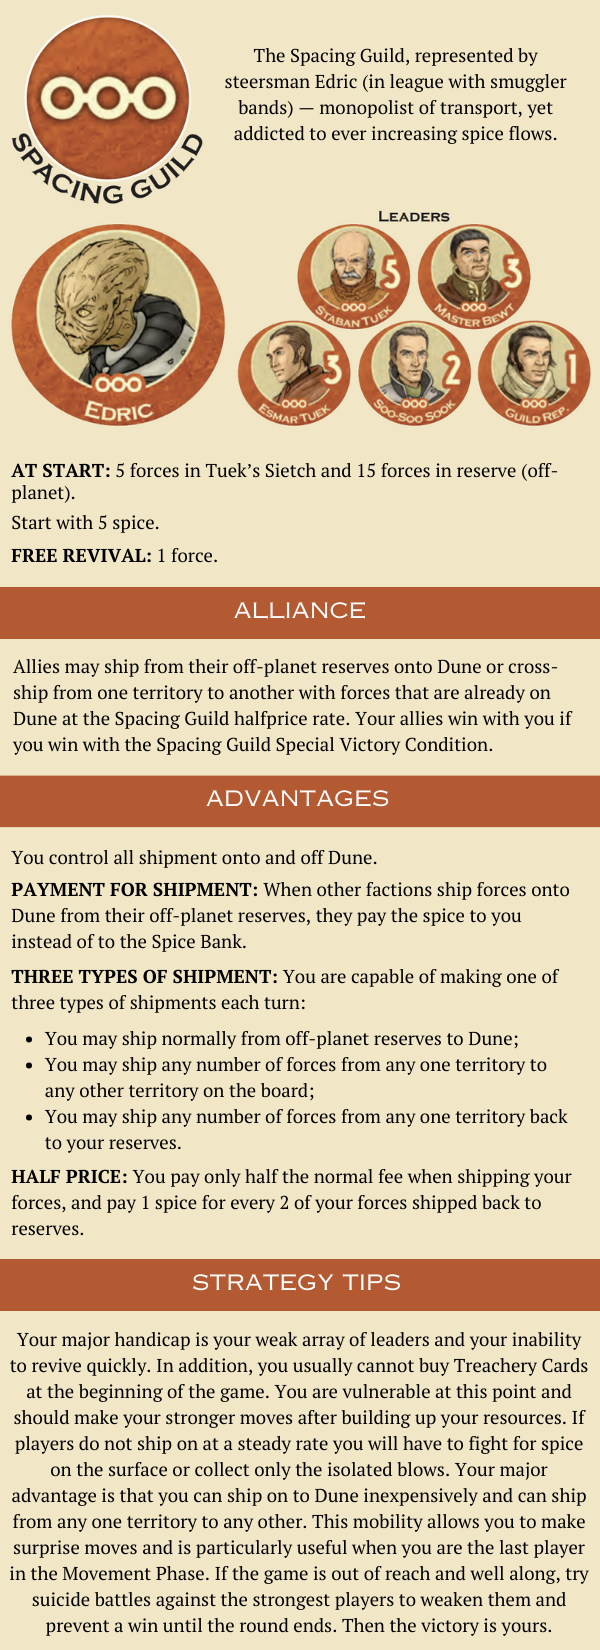 SPACING GUILD
The Spacing Guild, represented by
steersman Edric (in league with smuggler
bands) — monopolist of transport, yet
addicted to ever increasing spice flows.
LEADERS
5
STABAN TUEK
3
MASTER BEWT
EDRIC
3
ESMAR TUEK
2
SOO-SOO SOOK
1
GUILD REP.
AT START: 5 forces in Tuek's Sietch and 15 forces in reserve (off-
planet).
Start with 5 spice.
FREE REVIVAL: 1 force.
ALLIANCE
Allies may ship from their off-planet reserves onto Dune or cross-
ship from one territory to another with forces that are already on
Dune at the Spacing Guild halfprice rate. Your allies win with you if
you win with the Spacing Guild Special Victory Condition.
ADVANTAGES
You control all shipment onto and off Dune.
PAYMENT FOR SHIPMENT: When other factions ship forces onto
Dune from their off-planet reserves, they pay the spice to you
instead of to the Spice Bank.
THREE TYPES OF SHIPMENT: You are capable of making one of
three types of shipments each turn:
• You may ship normally from off-planet reserves to Dune;
• You may ship any number of forces from any one territory to
any other territory on the board;
• You may ship any number of forces from any one territory back
to your reserves.
HALF PRICE: You pay only half the normal fee when shipping your
forces, and pay 1 spice for every 2 of your forces shipped back to
reserves.
STRATEGY TIPS
Your major handicap is your weak array of leaders and your inability
to revive quickly. In addition, you usually cannot buy Treachery Cards
at the beginning of the game. You are vulnerable at this point and
should make your stronger moves after building up your resources. If
players do not ship on at a steady rate you will have to fight for spice
on the surface or collect only the isolated blows. Your major
advantage is that you can ship on to Dune inexpensively and can ship
from any one territory to any other. This mobility allows you to make
surprise moves and is particularly useful when you are the last player
in the Movement Phase. If the game is out of reach and well along, try
suicide battles against the strongest players to weaken them and
prevent a win until the round ends. Then the victory is yours.